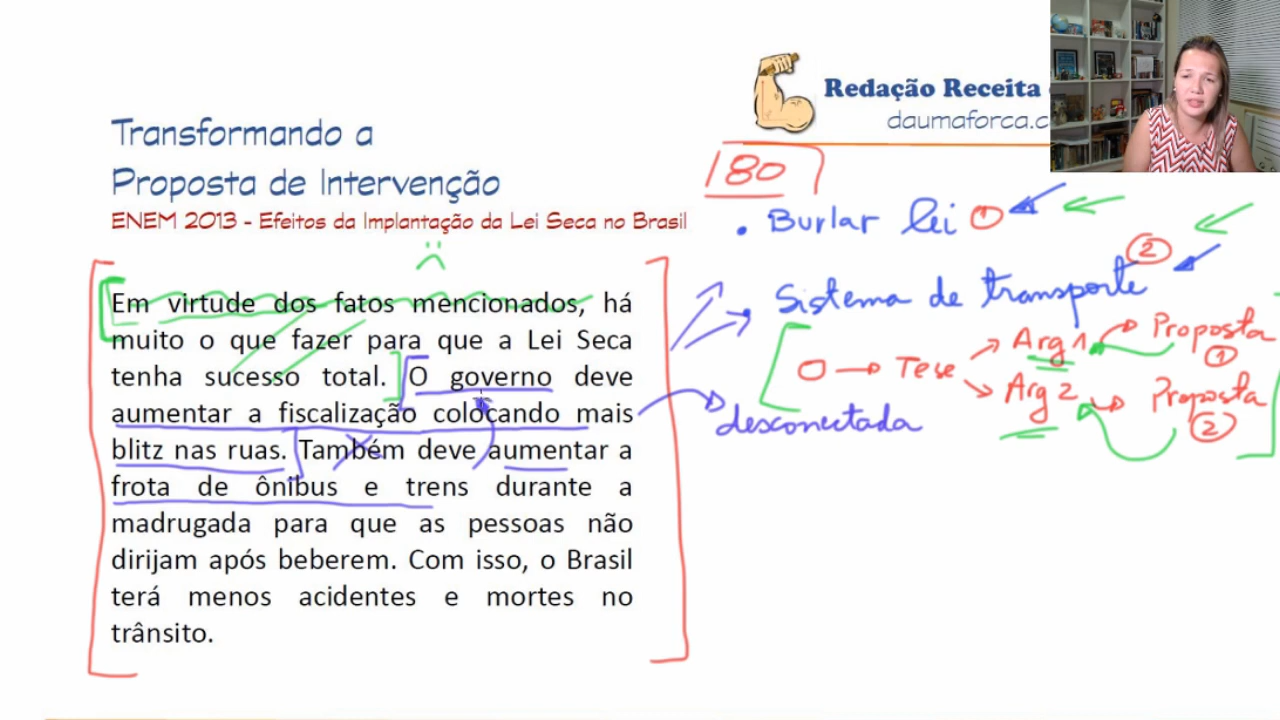 Redação Receita
daumaforca.c
Transformando a
Proposta de Intervenção
ENEM 2013 - Efeitos da Implantação da Lei Seca no Brasil
Em virtude dos fatos mencionados, há
muito o que fazer para que a Lei Seca
tenha sucesso total. O governo deve
aumentar a fiscalização colocando mais
blitz nas ruas. Também deve aumentar a
frota de ônibus e trens durante a
madrugada para que as pessoas não
dirijam após beberem. Com isso, o Brasil
terá menos acidentes e mortes no
trânsito.
180
• Burlar lei 1
• Sistema de transporte 2
Tese
Arg 1 Proposta 1
Arg 2 Proposta 2
desconectada